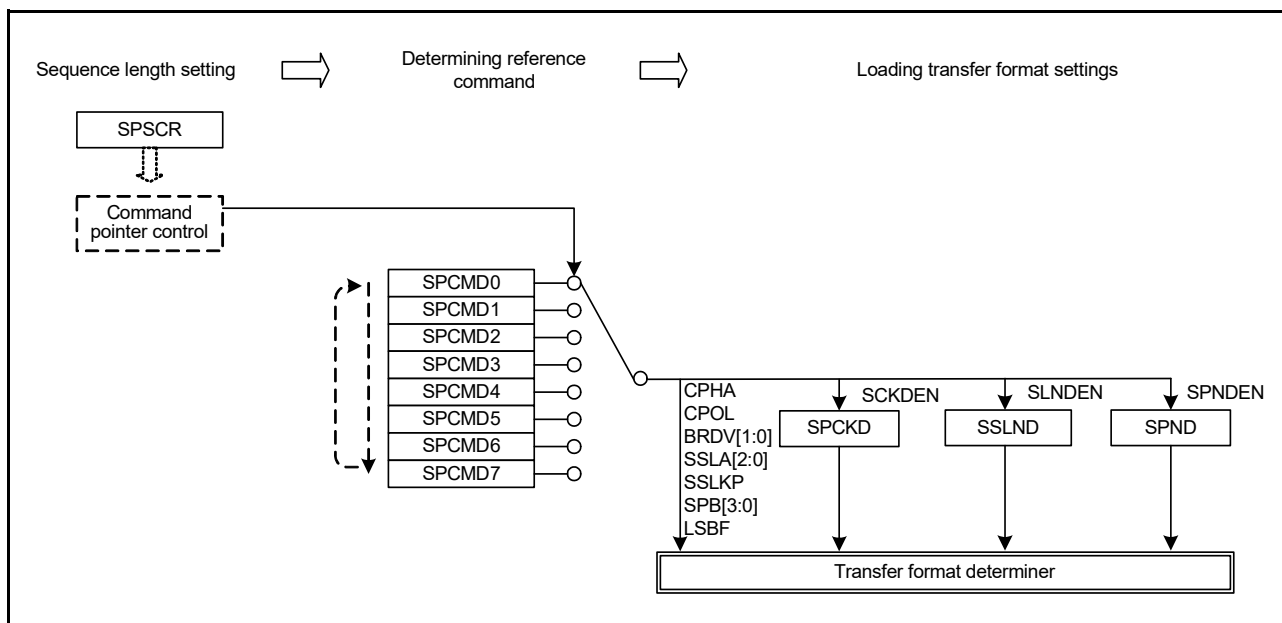 Sequence length setting
Determining reference
command
Loading transfer format settings
SPSCR
Command
pointer control
SPCMD0
SPCMD1
SPCMD2
SPCMD3
SPCMD4
SPCMD5
SPCMD6
SPCMD7
CPHA
CPOL
BRDV[1:0]
SSLA[2:0]
SSLKP
SPB[3:0]
LSBF
SCKDEN
SPCKD
SLNDEN
SSLND
SPNDEN
SPND
Transfer format determiner